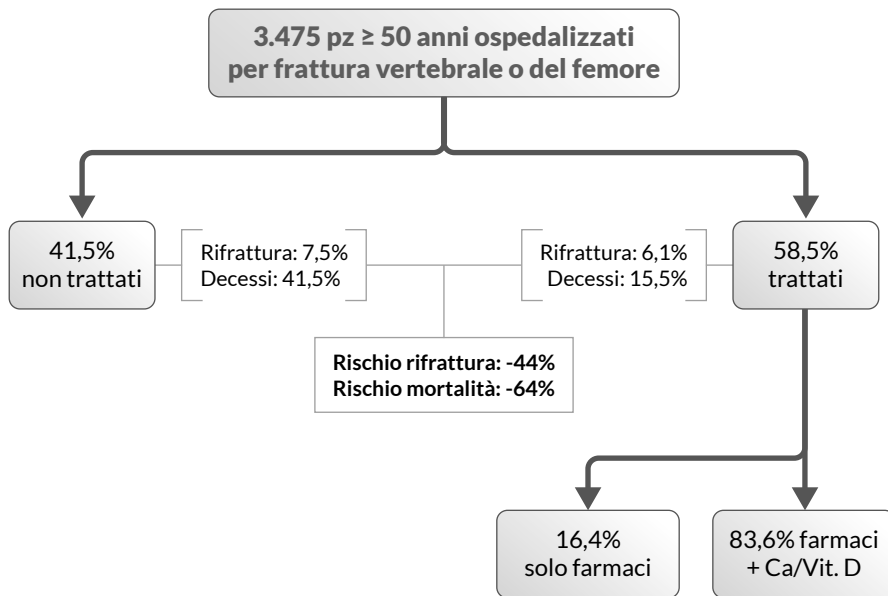 3.475 pz ≥ 50 anni ospedalizzati
per frattura vertebrale o del femore
41,5%
non trattati
Rifrattura: 7,5%
Decessi: 41,5%
Rifrattura: 6,1%
Decessi: 15,5%
58,5%
trattati
Rischio rifrattura: -44%
Rischio mortalità: -64%
16,4%
solo farmaci
83,6% farmaci
+ Ca/Vit. D